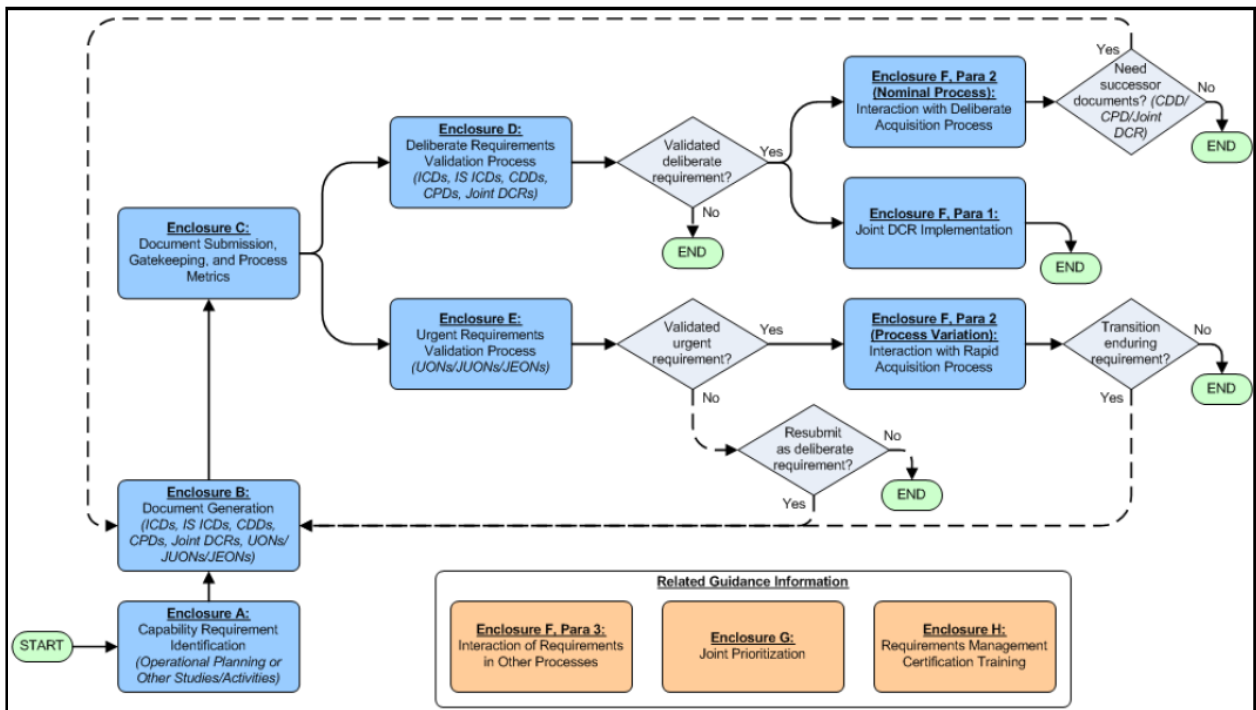 START
Enclosure A:
Capability Requirement
Identification
(Operational Planning or
Other Studies/Activities)
Enclosure B:
Document Generation
(ICDs, IS ICDs, CDDs,
CPDs, Joint DCRs, UONs/
JUONs/JEONs)
Enclosure C:
Document Submission,
Gatekeeping, and Process
Metrics
Enclosure D:
Deliberate Requirements
Validation Process
(ICDs, IS ICDs, CDDs,
CPDs, Joint DCRs)
Validated
deliberate
requirement?
Yes
No
END
Enclosure F, Para 2
(Nominal Process):
Interaction with Deliberate
Acquisition Process
Yes
Need
successor
documents? (CDD/
CPD/Joint
DCR)
No
END
Enclosure F, Para 1:
Joint DCR Implementation
END
Enclosure E:
Urgent Requirements
Validation Process
(UONs/JUONs/JEONs)
Validated
urgent
requirement?
Yes
No
Enclosure F, Para 2
(Process Variation):
Interaction with Rapid
Acquisition Process
Transition
enduring
requirement?
No
END
Yes
Resubmit
as deliberate
requirement?
No
END
Yes
Related Guidance Information
Enclosure F, Para 3:
Interaction of Requirements
in Other Processes
Enclosure G:
Joint Prioritization
Enclosure H:
Requirements Management
Certification Training